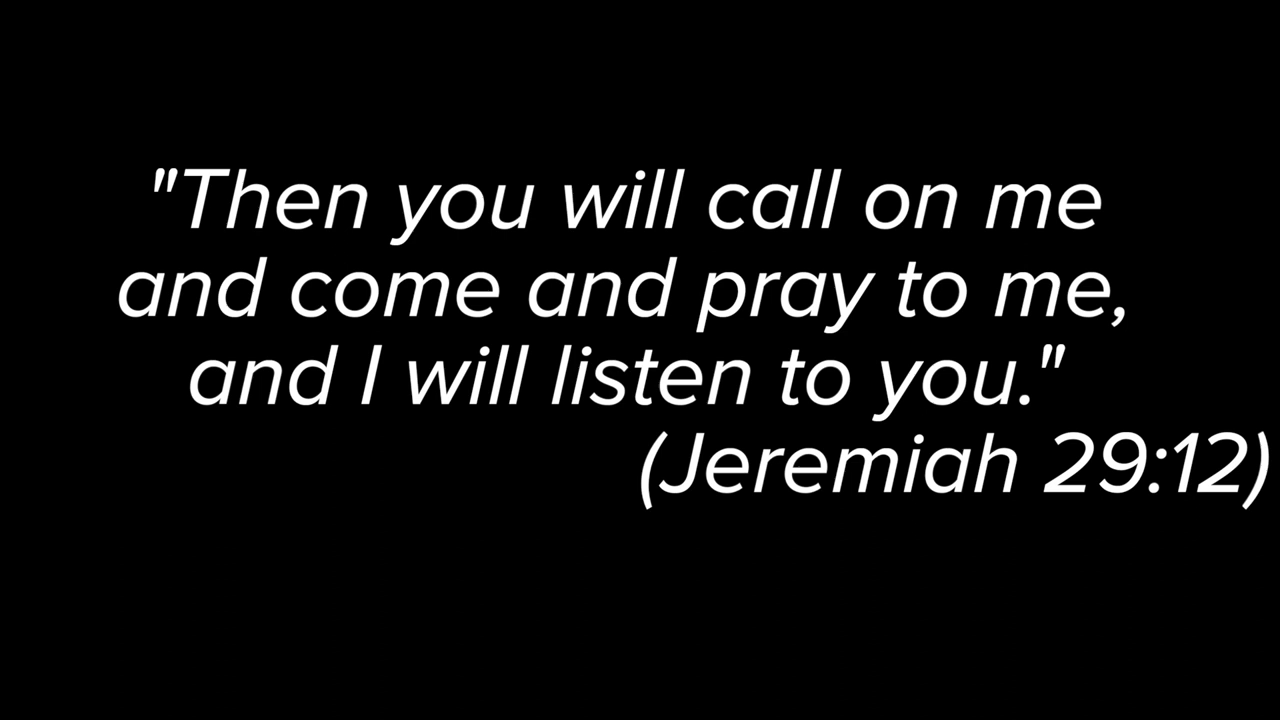 "Then you will call on me
and come and pray to me,
and I will listen to you."
(Jeremiah 29:12)